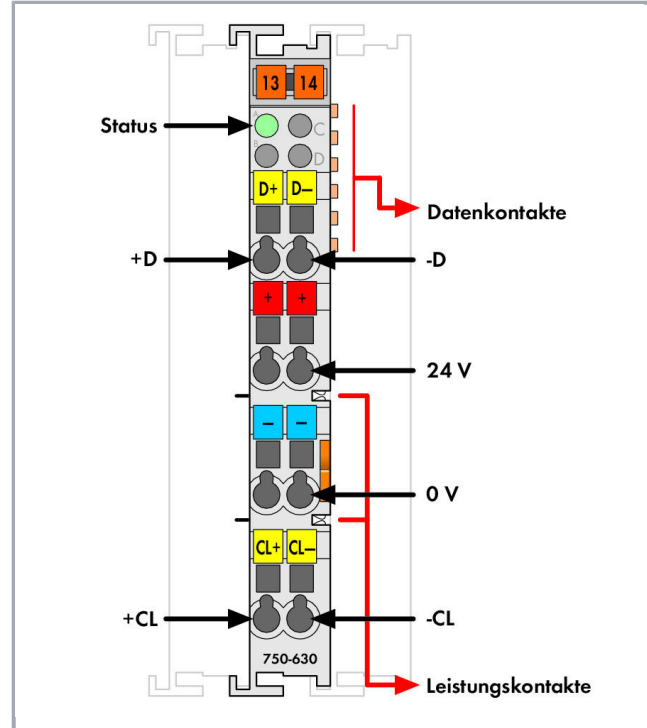 13 14
A
Status
C
B
D
D+ D–
Datenkontakte
+D
-D
+ +
24 V
– –
0 V
CL+ CL–
+CL
-CL
750-630
Leistungskontakte